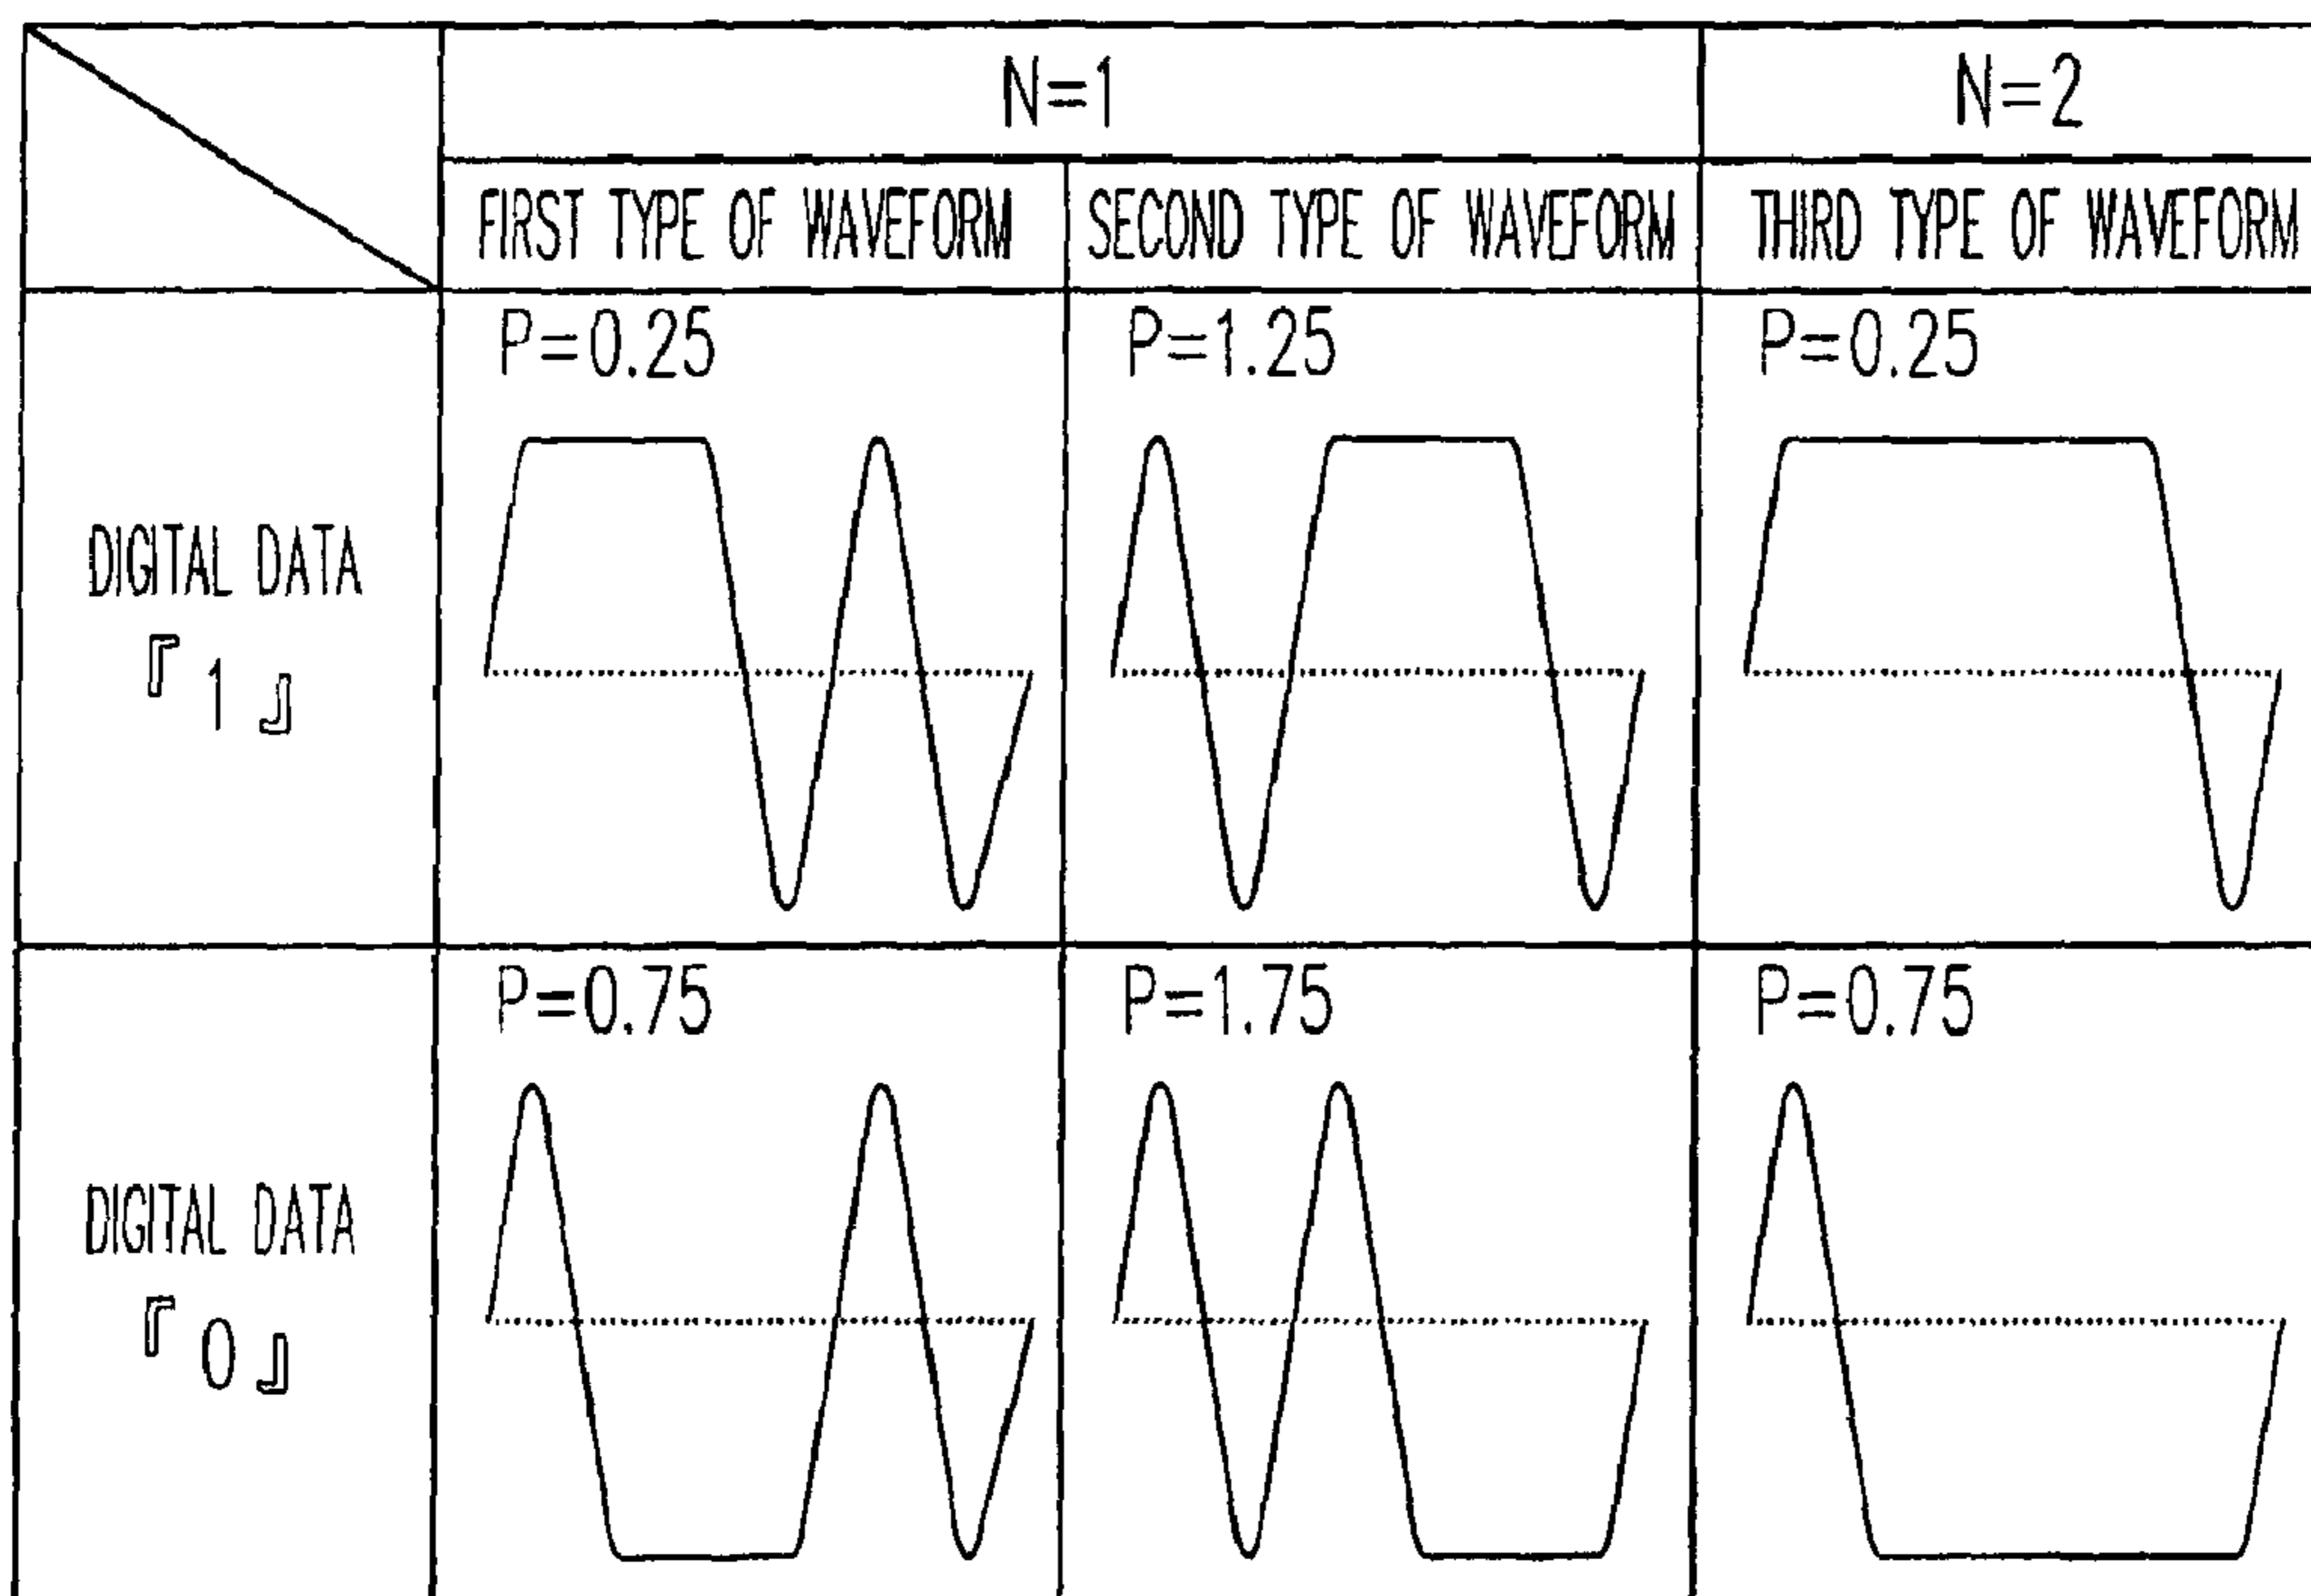 N=1
N=2
FIRST TYPE OF WAVEFORM
SECOND TYPE OF WAVEFORM
THIRD TYPE OF WAVEFORM
DIGITAL DATA
『1』
P=0.25
P=1.25
P=0.25
DIGITAL DATA
『0』
P=0.75
P=1.75
P=0.75